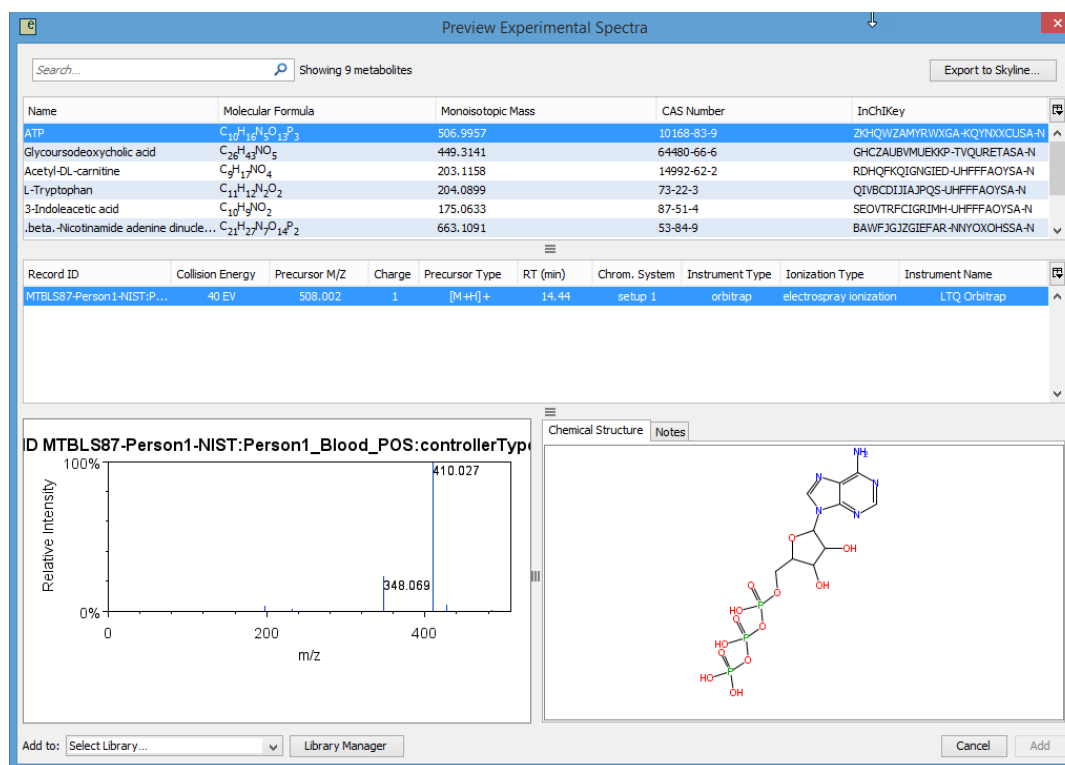 e
Preview Experimental Spectra
x
Search... Showing 9 metabolites Export to Skyline...
Name Molecular Formula Monoisotopic Mass CAS Number InChIKey
ATP C10H16N5O13P3 506.9957 10168-83-9 ZKHQWZAMYRWXGA-KQYNXXCUSA-N
Glycoursodeoxycholic acid C26H43NO5 449.3141 64480-66-6 GHCZAUBVMUEKKP-TVQURETASA-N
Acetyl-DL-carnitine C9H17NO4 203.1158 14992-62-2 RDHQFKQIGNGIED-UHFFFAOYSA-N
L-Tryptophan C11H12N2O2 204.0899 73-22-3 QIVBCDIJIAJPQS-UHFFFAOYSA-N
3-Indoleacetic acid C10H9NO2 175.0633 87-51-4 SEOVTRFCIGRIMH-UHFFFAOYSA-N
.beta.-Nicotinamide adenine dinucle... C21H27N7O14P2 663.1091 53-84-9 BAWFJGJZGIEFAR-NNYOXOHSSA-N
Record ID Collision Energy Precursor M/Z Charge Precursor Type RT (min) Chrom. System Instrument Type Ionization Type Instrument Name
MTBLS87-Person1-NIST:P... 40 EV 508.002 1 [M+H]+ 14.44 setup 1 orbitrap electrospray ionization LTQ Orbitrap
Chemical Structure Notes
ID MTBLS87-Person1-NIST:Person1_Blood_POS:controllerType
100%
410.027
Relative Intensity
348.069
0%
0 200 400
m/z
NH2
N N
N N
O OH
OH
O O
HO P
O O
HO P
O O
HO P
OH
Add to: Select Library... Library Manager Cancel Add